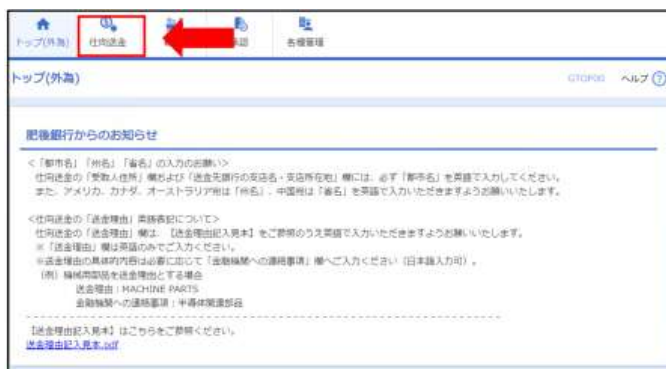 トップ(外為)
仕向送金
承認
各種管理
トップ(外為)
GTOP00
ヘルプ
肥後銀行からのお知らせ
＜「都市名」「州名」「省名」の入力のお願い＞
仕向送金の「受取人住所」欄および「送金先銀行の支店名・支店所在地」欄には、必ず「都市名」を英語で入力してください。
また、アメリカ、カナダ、オーストラリア宛は「州名」、中国宛は「省名」を英語で入力いただきますようお願いいたします。
＜仕向送金の「送金理由」英語表記について＞
仕向送金の「送金理由」欄は、【送金理由記入見本】をご参照のうえ英語で入力いただきますようお願いいたします。
※「送金理由」欄は英語のみでご入力ください。
※送金理由の具体的内容は必要に応じて「金融機関への連絡事項」欄へご入力ください（日本語入力可）。
(例) 機械用部品を送金理由とする場合
送金理由：MACHINE PARTS
金融機関への連絡事項：半導体関連部品
【送金理由記入見本】はこちらをご参照ください。
送金理由記入見本.pdf